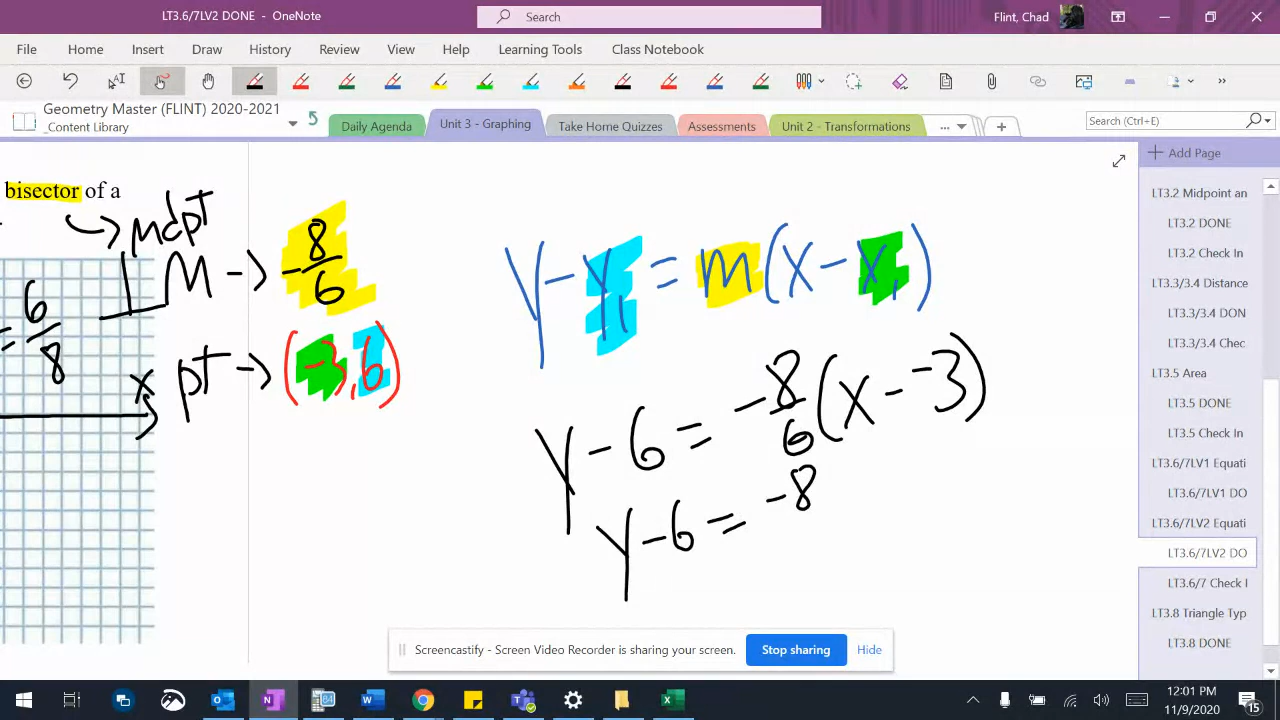 LT3.6/7LV2 DONE - OneNote
Search
Flint, Chad
File Home Insert Draw History Review View Help Learning Tools Class Notebook
Geometry Master (FLINT) 2020-2021
_Content Library
Daily Agenda
Unit 3 - Graphing
Take Home Quizzes
Assessments
Unit 2 - Transformations
...
Search (Ctrl+E)
Add Page
LT3.2 Midpoint an
LT3.2 DONE
LT3.2 Check In
LT3.3/3.4 Distance
LT3.3/3.4 DON
LT3.3/3.4 Chec
LT3.5 Area
LT3.5 DONE
LT3.5 Check In
LT3.6/7LV1 Equati
LT3.6/7LV1 DO
LT3.6/7LV2 Equati
LT3.6/7LV2 DO
LT3.6/7 Check I
LT3.8 Triangle Typ
LT3.8 DONE
bisector of a
→ mdpt
⊥ M → -8/6
= 6/8
x
pt → (-3, 6)
y - y₁ = m(x - x₁)
y - 6 = -8/6 (x - -3)
y - 6 = -8
Screencastify - Screen Video Recorder is sharing your screen.
Stop sharing
Hide
12:01 PM
11/9/2020
15